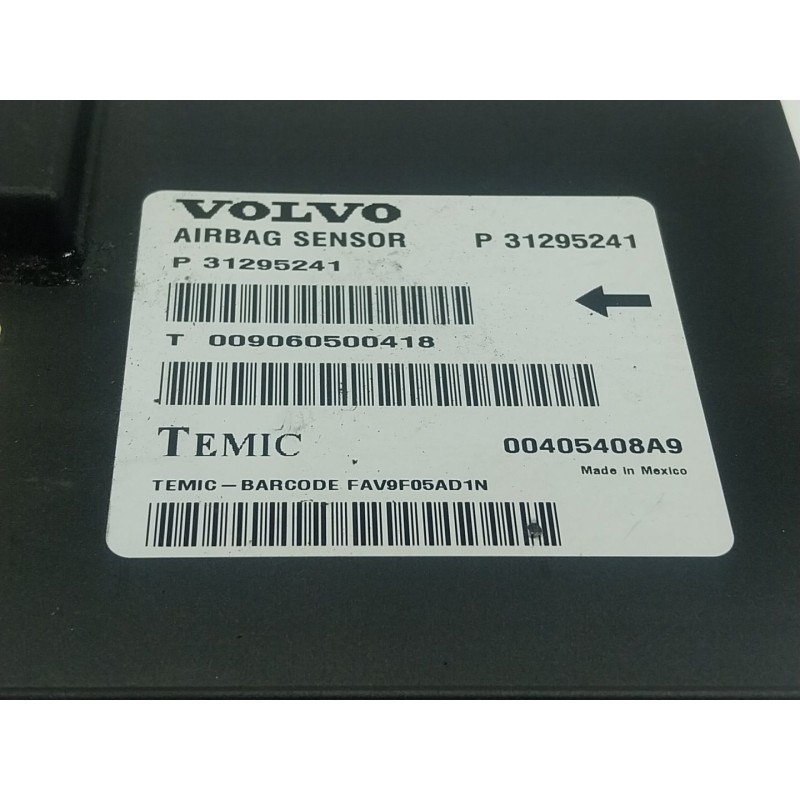 VOLVO
AIRBAG SENSOR P 31295241
P 31295241
T 009060500418
TEMIC 00405408A9
Made in Mexico
TEMIC-BARCODE FAV9F05AD1N